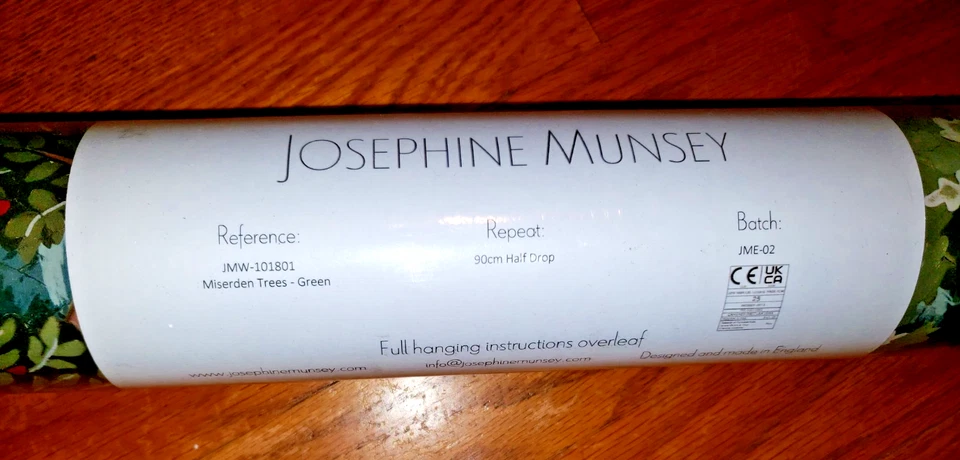 JOSEPHINE MUNSEY
Reference:
JMW-101801
Miserden Trees - Green
Repeat:
90cm Half Drop
Batch:
JME-02
CE UK
CA
Full hanging instructions overleaf
www.josephinemunsey.com
info@josephinemunsey.com
Designed and made in England